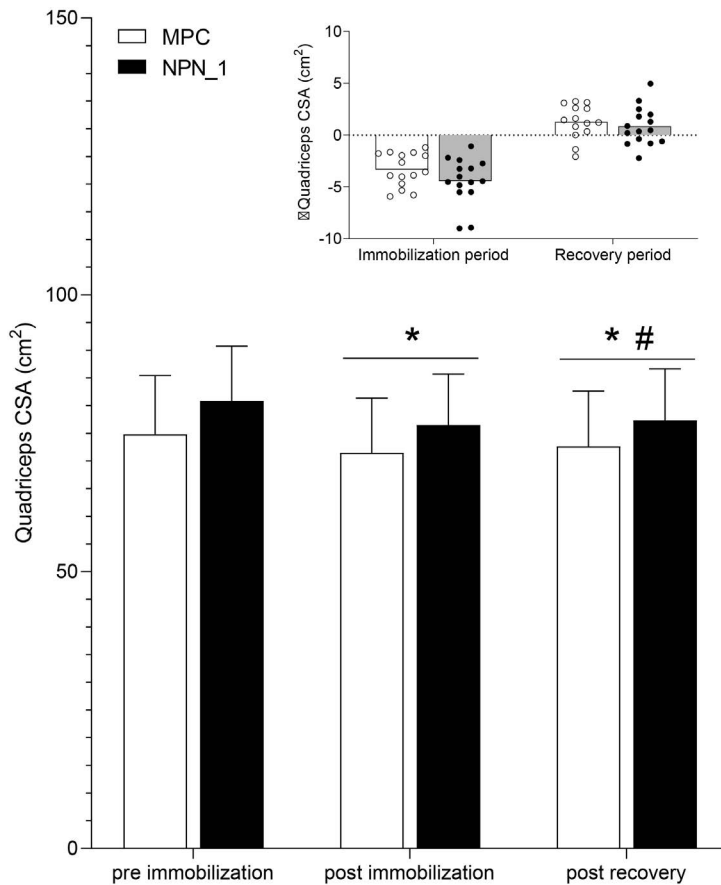 150
MPC
NPN_1
100
50
0
Quadriceps CSA (cm²)
10
5
0
-5
-10
Quadriceps CSA (cm²)
Immobilization period Recovery period
*
* #
pre immobilization post immobilization post recovery